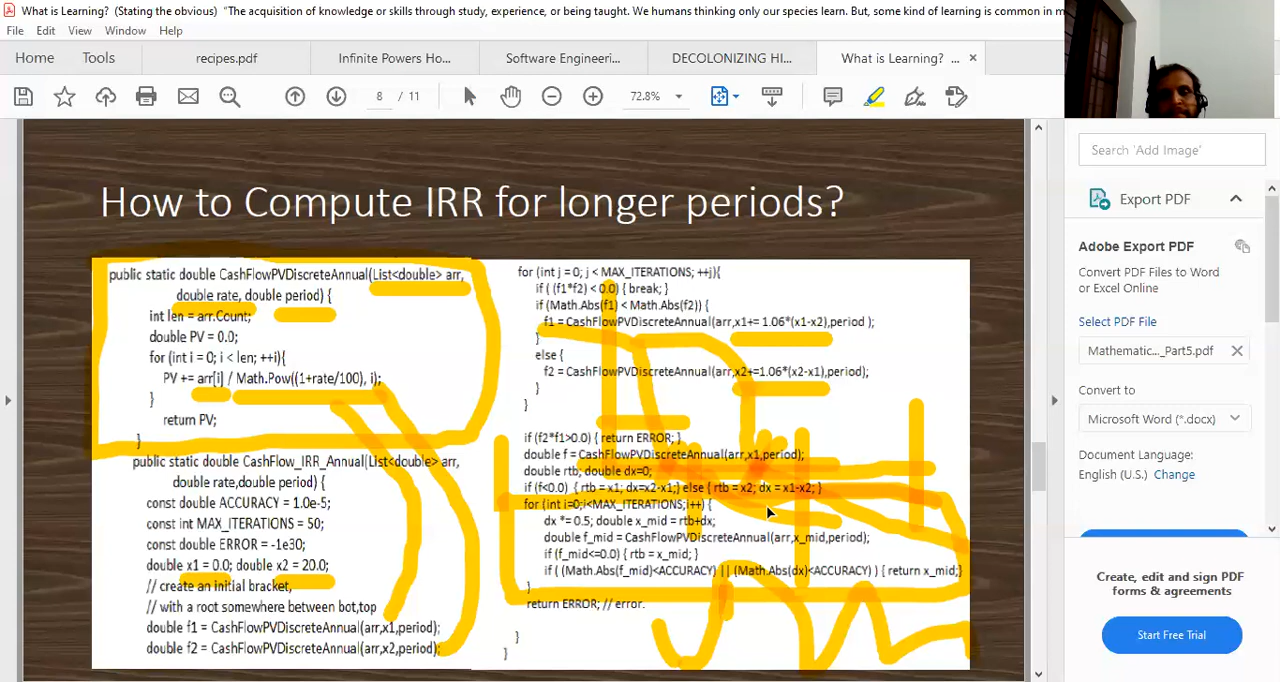 What is Learning? (Stating the obvious) "The acquisition of knowledge or skills through study, experience, or being taught. We humans thinking only our species learn. But, some kind of learning is common in m
File Edit View Window Help
Home Tools recipes.pdf Infinite Powers Ho... Software Engineeri... DECOLONIZING HI... What is Learning? ... ×
8 / 11 72.8%
How to Compute IRR for longer periods?
public static double CashFlowPVDiscreteAnnual(List<double> arr,
double rate, double period) {
int len = arr.Count;
double PV = 0.0;
for (int i = 0; i < len; ++i){
PV += arr[i] / Math.Pow((1+rate/100), i);
}
return PV;
}
public static double CashFlow_IRR_Annual(List<double> arr,
double rate,double period) {
const double ACCURACY = 1.0e-5;
const int MAX_ITERATIONS = 50;
const double ERROR = -1e30;
double x1 = 0.0; double x2 = 20.0;
// create an initial bracket,
// with a root somewhere between bot,top
double f1 = CashFlowPVDiscreteAnnual(arr,x1,period);
double f2 = CashFlowPVDiscreteAnnual(arr,x2,period);
for (int j = 0; j < MAX_ITERATIONS; ++j){
if ( (f1*f2) < 0.0) { break; }
if (Math.Abs(f1) < Math.Abs(f2)) {
f1 = CashFlowPVDiscreteAnnual(arr,x1+= 1.06*(x1-x2),period );
}
else {
f2 = CashFlowPVDiscreteAnnual(arr,x2+=1.06*(x2-x1),period);
}
}
if (f2*f1>0.0) { return ERROR; }
double f = CashFlowPVDiscreteAnnual(arr,x1,period);
double rtb; double dx=0;
if (f<0.0) { rtb = x1; dx=x2-x1;} else { rtb = x2; dx = x1-x2; }
for (int i=0;i<MAX_ITERATIONS;i++) {
dx *= 0.5; double x_mid = rtb+dx;
double f_mid = CashFlowPVDiscreteAnnual(arr,x_mid,period);
if (f_mid<=0.0) { rtb = x_mid; }
if ( (Math.Abs(f_mid)<ACCURACY) || (Math.Abs(dx)<ACCURACY) ) { return x_mid;}
}
return ERROR; // error.
}
}
Search 'Add Image'
Export PDF
Adobe Export PDF
Convert PDF Files to Word
or Excel Online
Select PDF File
Mathematic..._Part5.pdf
Convert to
Microsoft Word (*.docx)
Document Language:
English (U.S.) Change
Create, edit and sign PDF
forms & agreements
Start Free Trial